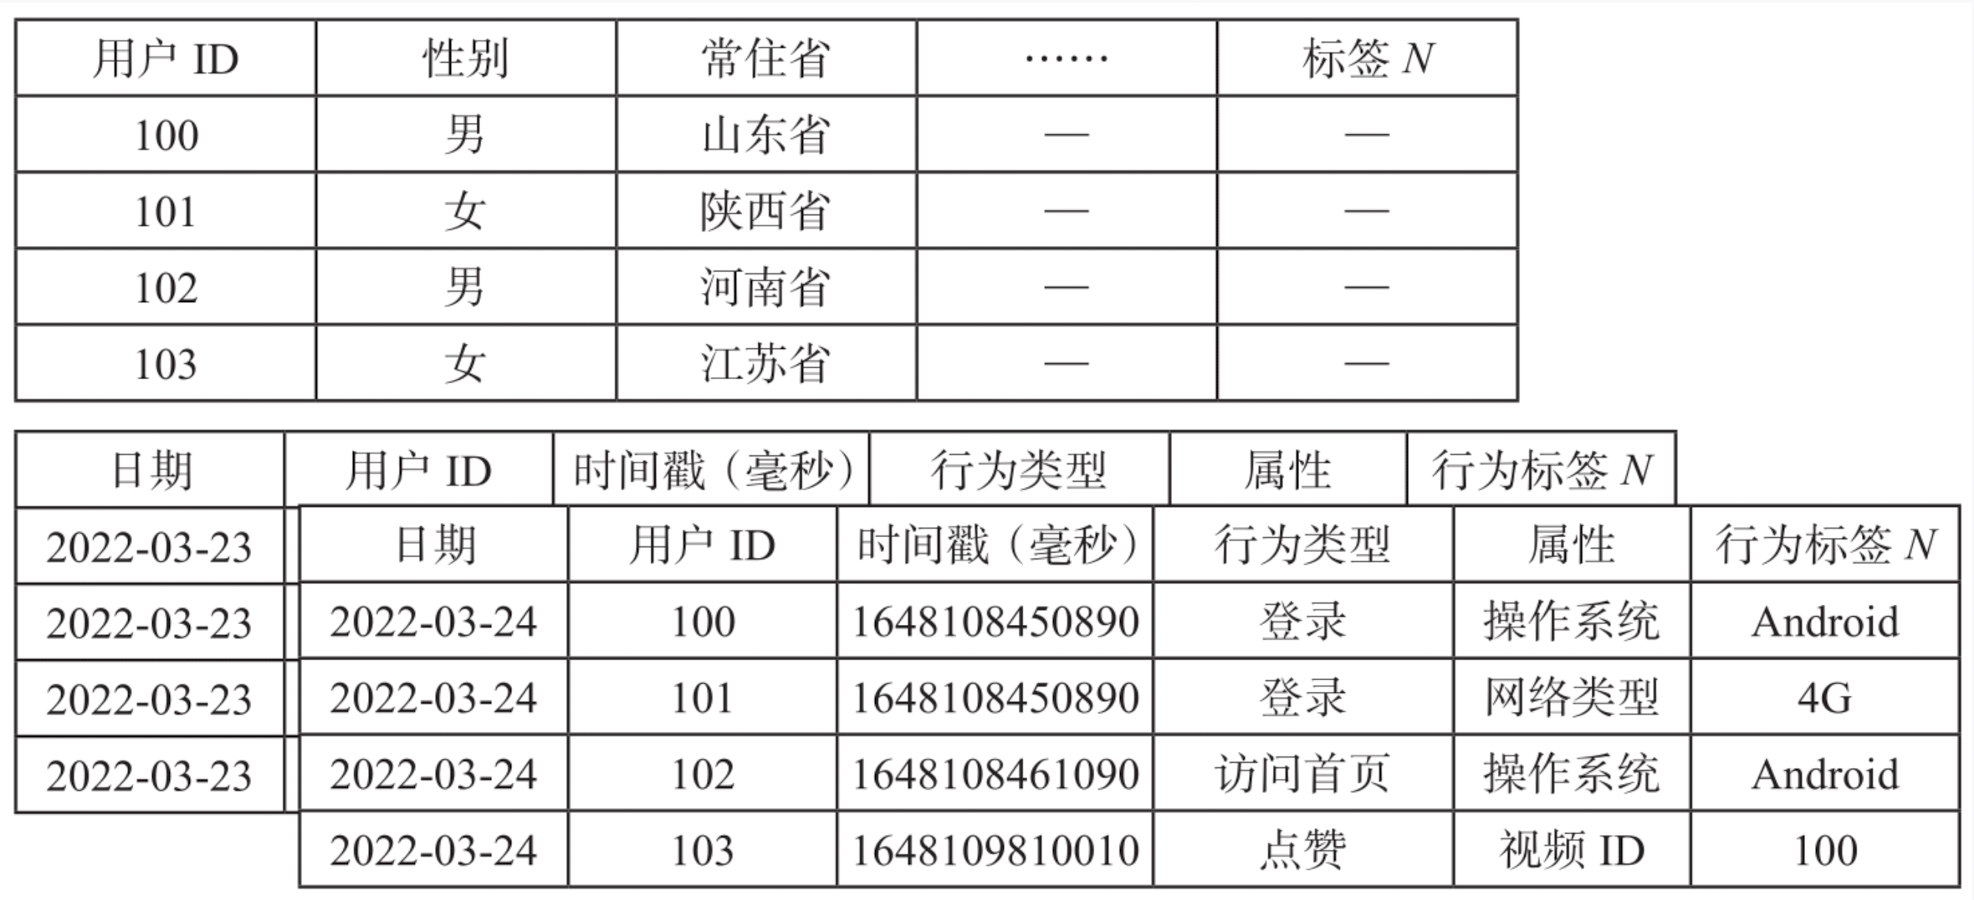 用户 ID 性别 常住省 …… 标签 N
100 男 山东省 — —
101 女 陕西省 — —
102 男 河南省 — —
103 女 江苏省 — —
日期 用户 ID 时间戳（毫秒） 行为类型 属性 行为标签 N
2022-03-23
2022-03-23
2022-03-23
2022-03-23
日期 用户 ID 时间戳（毫秒） 行为类型 属性 行为标签 N
2022-03-24 100 1648108450890 登录 操作系统 Android
2022-03-24 101 1648108450890 登录 网络类型 4G
2022-03-24 102 1648108461090 访问首页 操作系统 Android
2022-03-24 103 1648109810010 点赞 视频 ID 100